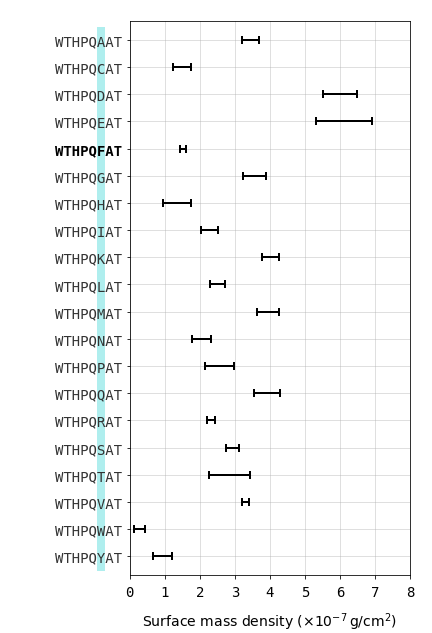 WTHPQAAT
WTHPQCAT
WTHPQDAT
WTHPQEAT
WTHPQFAT
WTHPQGAT
WTHPQHAT
WTHPQIAT
WTHPQKAT
WTHPQLAT
WTHPQMAT
WTHPQNAT
WTHPQPAT
WTHPQQAT
WTHPQRAT
WTHPQSAT
WTHPQTAT
WTHPQVAT
WTHPQWAT
WTHPQYAT
0 1 2 3 4 5 6 7 8
Surface mass density (×10⁻⁷ g/cm²)